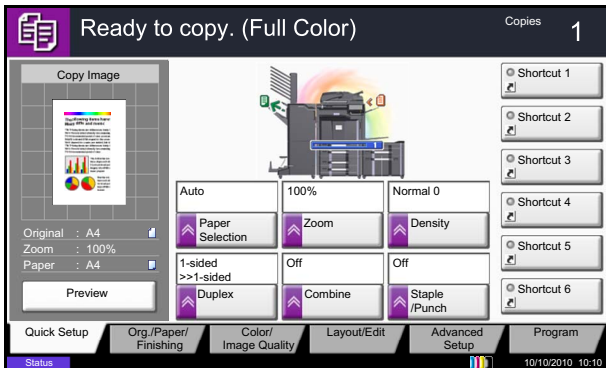 Ready to copy. (Full Color)
Copies
1
Copy Image
Original : A4
Zoom : 100%
Paper : A4
Preview
1
Auto
100%
Normal 0
Paper
Selection
Zoom
Density
1-sided
>>1-sided
Off
Off
Duplex
Combine
Staple
/Punch
Shortcut 1
Shortcut 2
Shortcut 3
Shortcut 4
Shortcut 5
Shortcut 6
Quick Setup
Org./Paper/
Finishing
Color/
Image Quality
Layout/Edit
Advanced
Setup
Program
Status
10/10/2010 10:10